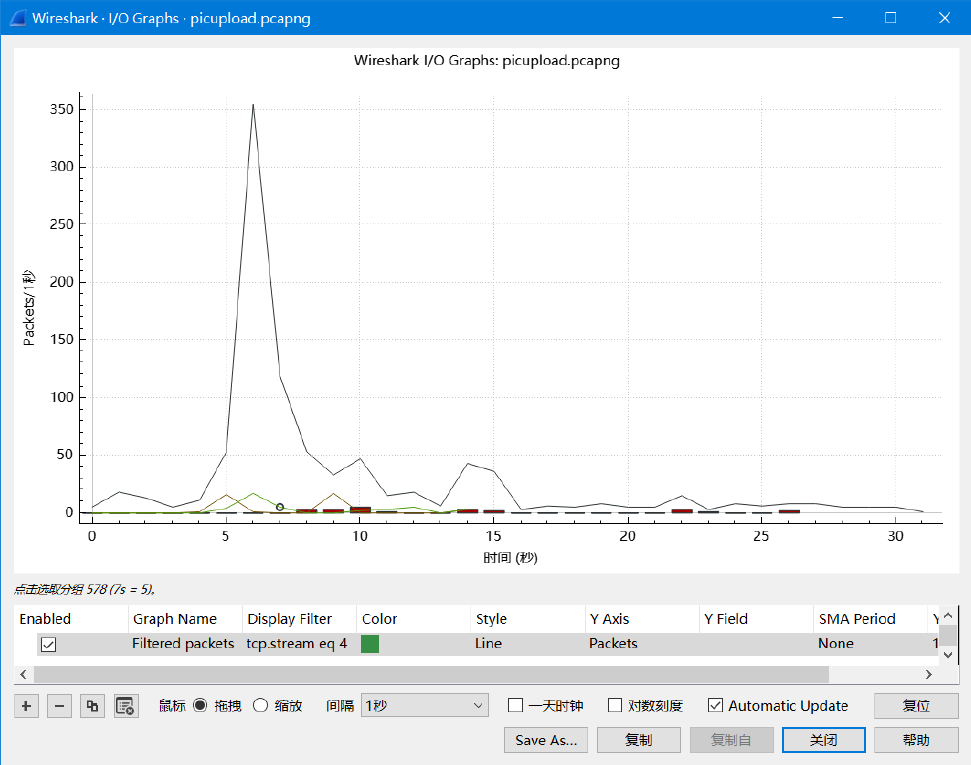 Wireshark · I/O Graphs · picupload.pcapng
Wireshark I/O Graphs: picupload.pcapng
Packets/1秒
350
300
250
200
150
100
50
0
0 5 10 15 20 25 30
时间 (秒)
点击选取分组 578 (7s = 5)。
Enabled Graph Name Display Filter Color Style Y Axis Y Field SMA Period Y
Filtered packets tcp.stream eq 4 Line Packets None 1
鼠标 拖拽 缩放 间隔 1秒 一天时钟 对数刻度 Automatic Update 复位
Save As... 复制 复制自 关闭 帮助